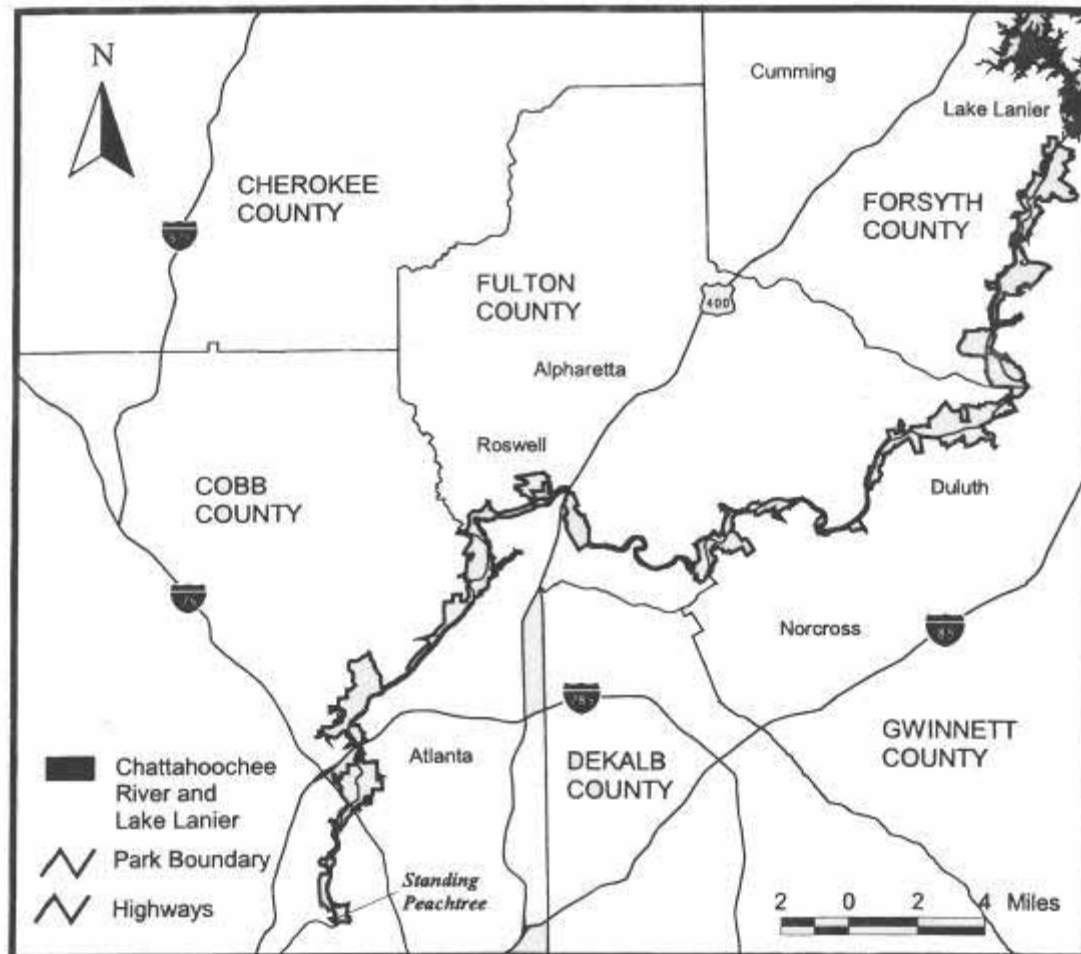 N
Cumming
Lake Lanier
CHEROKEE
COUNTY
FORSYTH
COUNTY
575
FULTON
COUNTY
400
Alpharetta
Roswell
COBB
COUNTY
Duluth
75
Norcross
85
285
GWINNETT
COUNTY
Atlanta
DEKALB
COUNTY
Chattahoochee
River and
Lake Lanier
Park Boundary
Highways
Standing
Peachtree
2 0 2 4 Miles